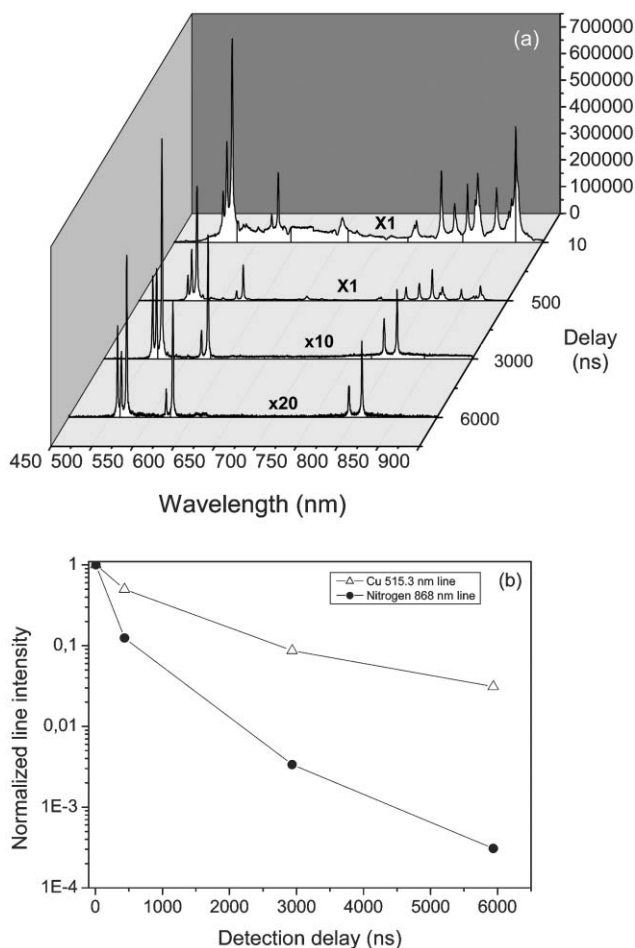 (a)
700000
600000
500000
400000
300000
200000
100000
0
X1
10
X1
500
x10
3000
x20
6000
Delay
(ns)
450 500 550 600 650 700 750 800 850 900
Wavelength (nm)
(b)
Cu 515.3 nm line
Nitrogen 868 nm line
1
0,1
0,01
1E-3
1E-4
Normalized line intensity
0 1000 2000 3000 4000 5000 6000
Detection delay (ns)